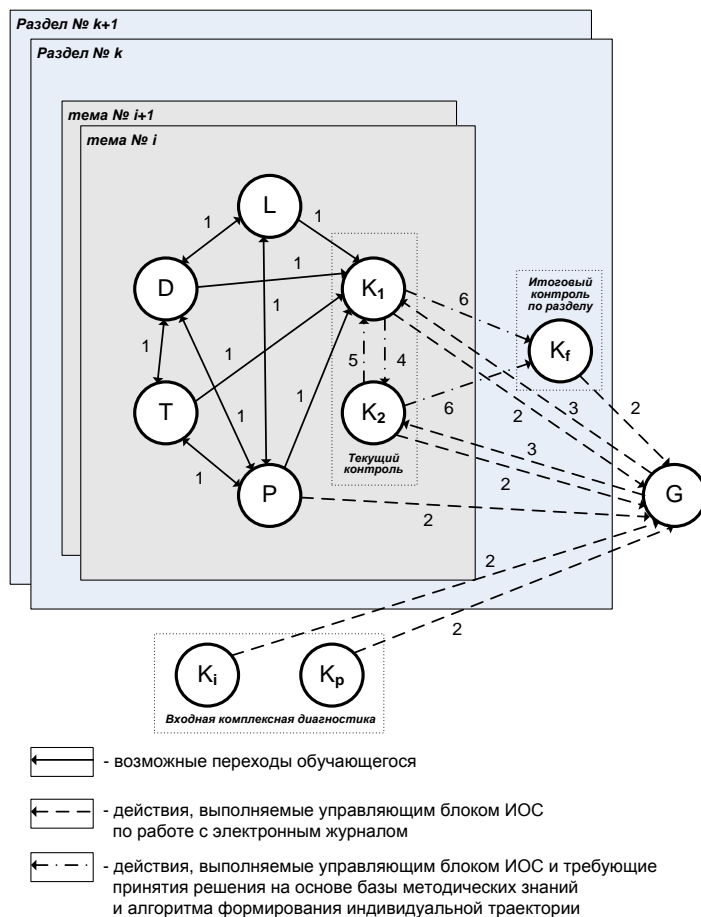 Раздел № k+1
Раздел № k
тема № i+1
тема № i
L
1
1
D
1
K1
6
Итоговый
контроль
по разделу
1
Kf
1
1
5
4
2
3
2
T
1
1
K2
6
1
Текущий
контроль
3
2
P
2
G
2
2
Ki
Kp
Входная комплексная диагностика
- возможные переходы обучающегося
- действия, выполняемые управляющим блоком ИОС
по работе с электронным журналом
- действия, выполняемые управляющим блоком ИОС и требующие
принятия решения на основе базы методических знаний
и алгоритма формирования индивидуальной траектории